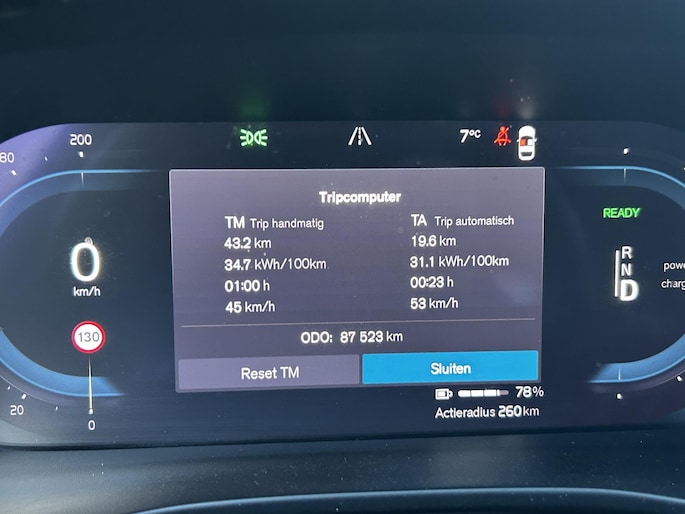 200
80
7°C
Tripcomputer
TM Trip handmatig
43.2 km
34.7 kWh/100km
01:00 h
45 km/h
TA Trip automatisch
19.6 km
31.1 kWh/100km
00:23 h
53 km/h
ODO: 87 523 km
Reset TM
Sluiten
0
km/h
130
20
0
READY
R
N
D
powe
charg
78%
Actieradius 260 km